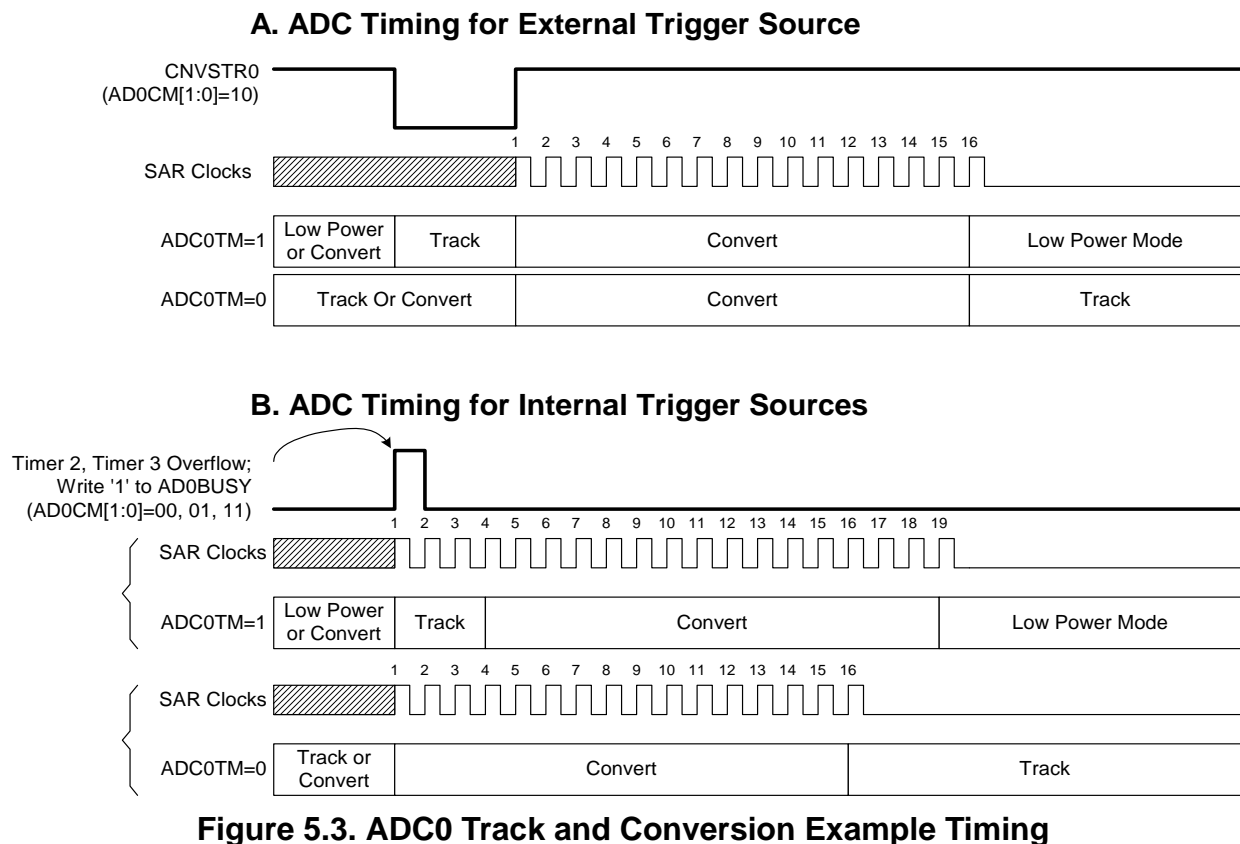 A. ADC Timing for External Trigger Source
CNVSTR0
(AD0CM[1:0]=10)
1 2 3 4 5 6 7 8 9 10 11 12 13 14 15 16
SAR Clocks
ADC0TM=1
Low Power
or Convert
Track
Convert
Low Power Mode
ADC0TM=0
Track Or Convert
Convert
Track
B. ADC Timing for Internal Trigger Sources
Timer 2, Timer 3 Overflow;
Write '1' to AD0BUSY
(AD0CM[1:0]=00, 01, 11)
1 2 3 4 5 6 7 8 9 10 11 12 13 14 15 16 17 18 19
SAR Clocks
ADC0TM=1
Low Power
or Convert
Track
Convert
Low Power Mode
1 2 3 4 5 6 7 8 9 10 11 12 13 14 15 16
SAR Clocks
ADC0TM=0
Track or
Convert
Convert
Track
Figure 5.3. ADC0 Track and Conversion Example Timing